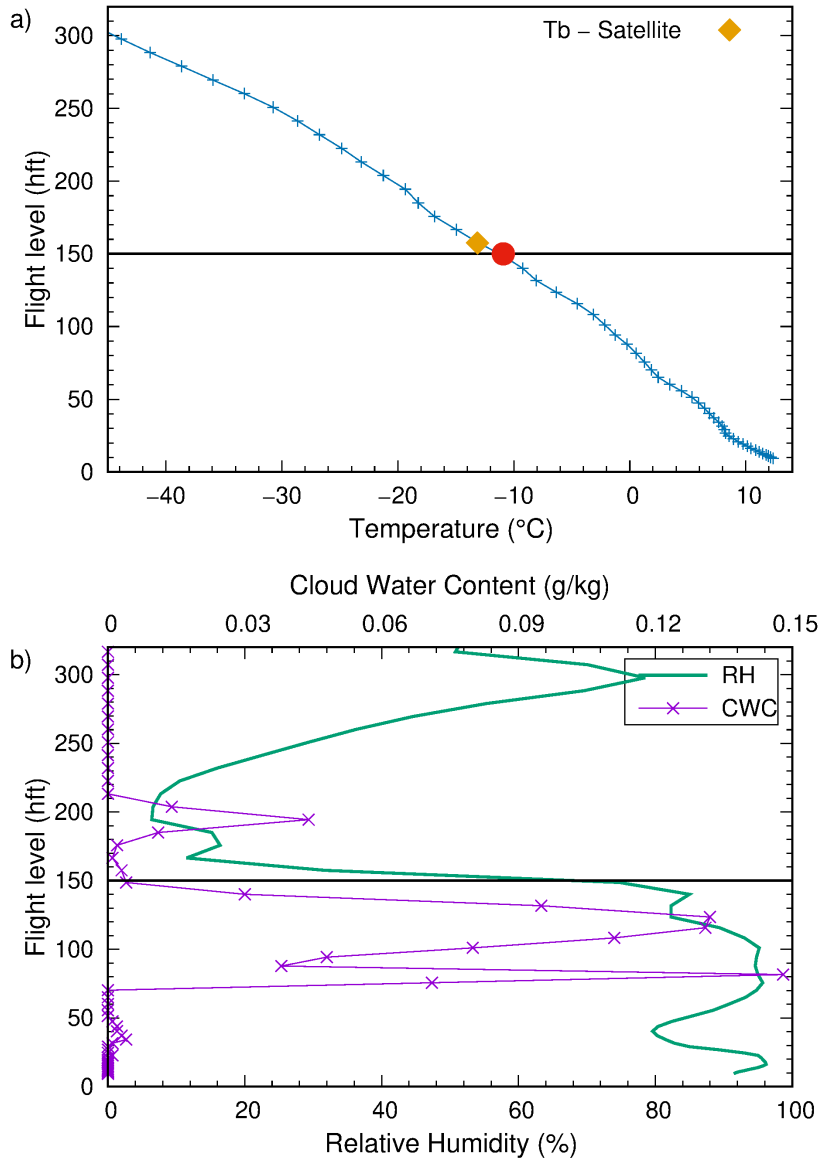 a)
Tb − Satellite
300
250
200
150
100
50
0
Flight level (hft)
−40 −30 −20 −10 0 10
Temperature (°C)
Cloud Water Content (g/kg)
0 0.03 0.06 0.09 0.12 0.15
b)
RH
CWC
300
250
200
150
100
50
0
Flight level (hft)
0 20 40 60 80 100
Relative Humidity (%)